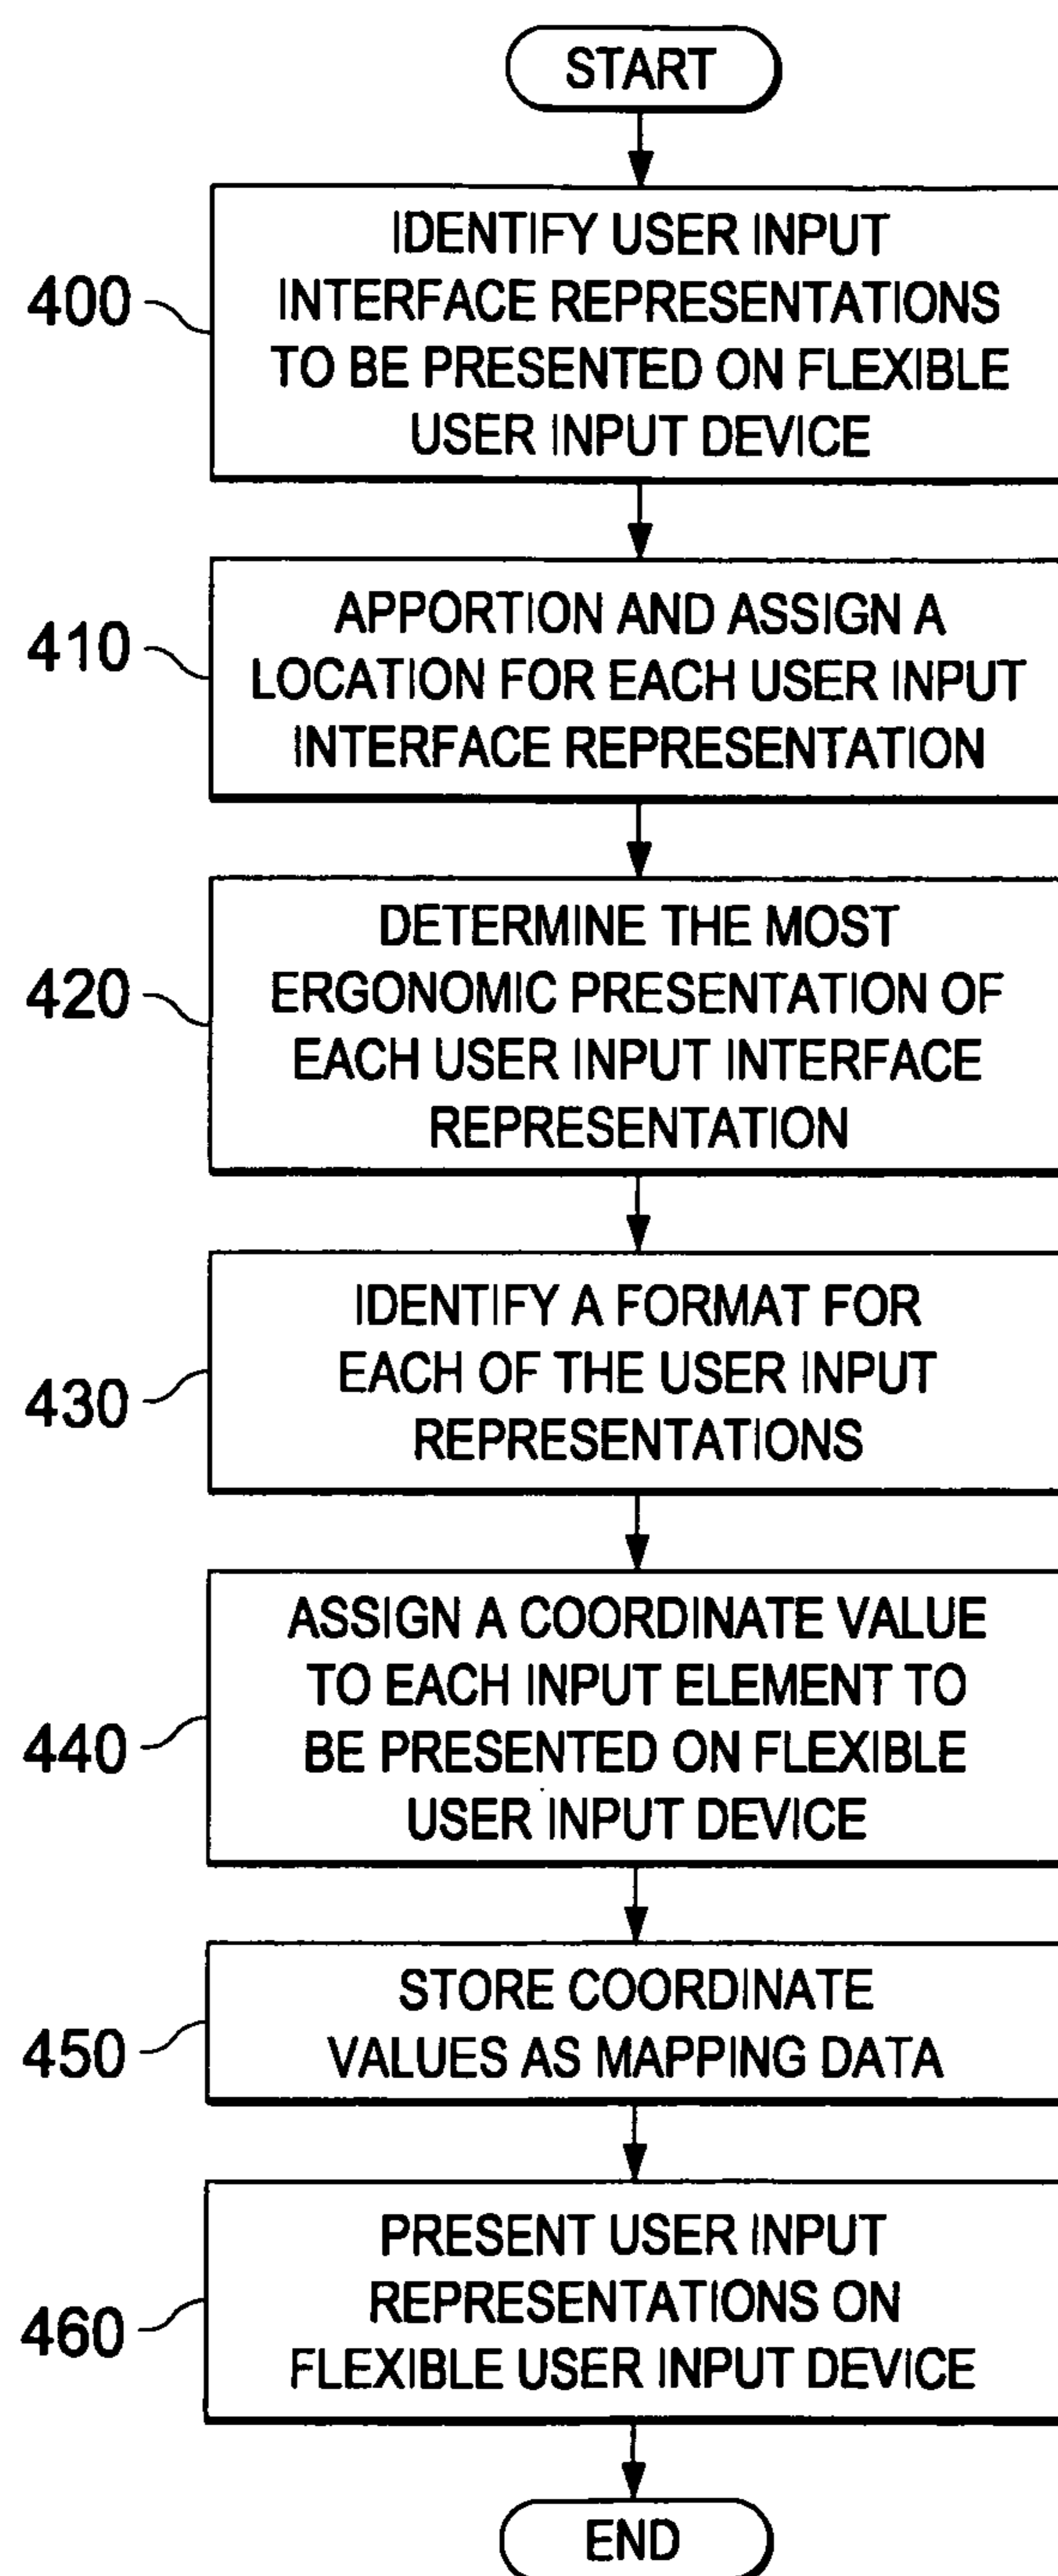 START
400
IDENTIFY USER INPUT
INTERFACE REPRESENTATIONS
TO BE PRESENTED ON FLEXIBLE
USER INPUT DEVICE
410
APPORTION AND ASSIGN A
LOCATION FOR EACH USER INPUT
INTERFACE REPRESENTATION
420
DETERMINE THE MOST
ERGONOMIC PRESENTATION OF
EACH USER INPUT INTERFACE
REPRESENTATION
430
IDENTIFY A FORMAT FOR
EACH OF THE USER INPUT
REPRESENTATIONS
440
ASSIGN A COORDINATE VALUE
TO EACH INPUT ELEMENT TO
BE PRESENTED ON FLEXIBLE
USER INPUT DEVICE
450
STORE COORDINATE
VALUES AS MAPPING DATA
460
PRESENT USER INPUT
REPRESENTATIONS ON
FLEXIBLE USER INPUT DEVICE
END